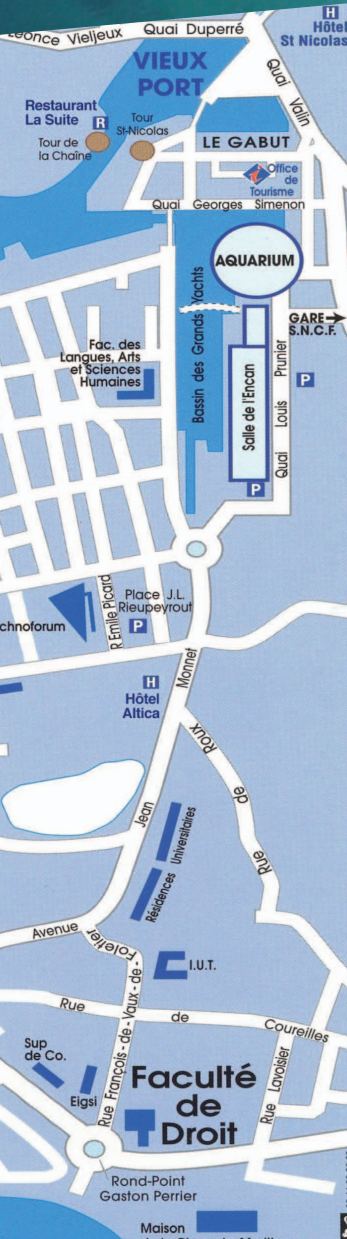 Léonce Vieljeux
Quai Duperré
H
Hôtel
St Nicolas
VIEUX
PORT
Quai Valin
Restaurant
La Suite
R
Tour de
la Chaîne
Tour
St-Nicolas
LE GABUT
Office
de
Tourisme
Quai Georges Simenon
AQUARIUM
Bassin des Grands Yachts
GARE
S.N.C.F.
Fac. des
Langues, Arts
et Sciences
Humaines
Salle de l'Encan
Quai Louis Prunier
P
P
chnoforum
R Emile Picard
Place J.L.
Rieupeyrout
P
H
Hôtel
Altica
Avenue Jean Monnet
Rue de Roux
Résidences Universitaires
I.U.T.
Rue François-de-Vaux-de-Foletier
Rue de Coureilles
Sup
de Co.
Eigsi
Faculté
de
Droit
Rue Lavoisier
Rond-Point
Gaston Perrier
Maison